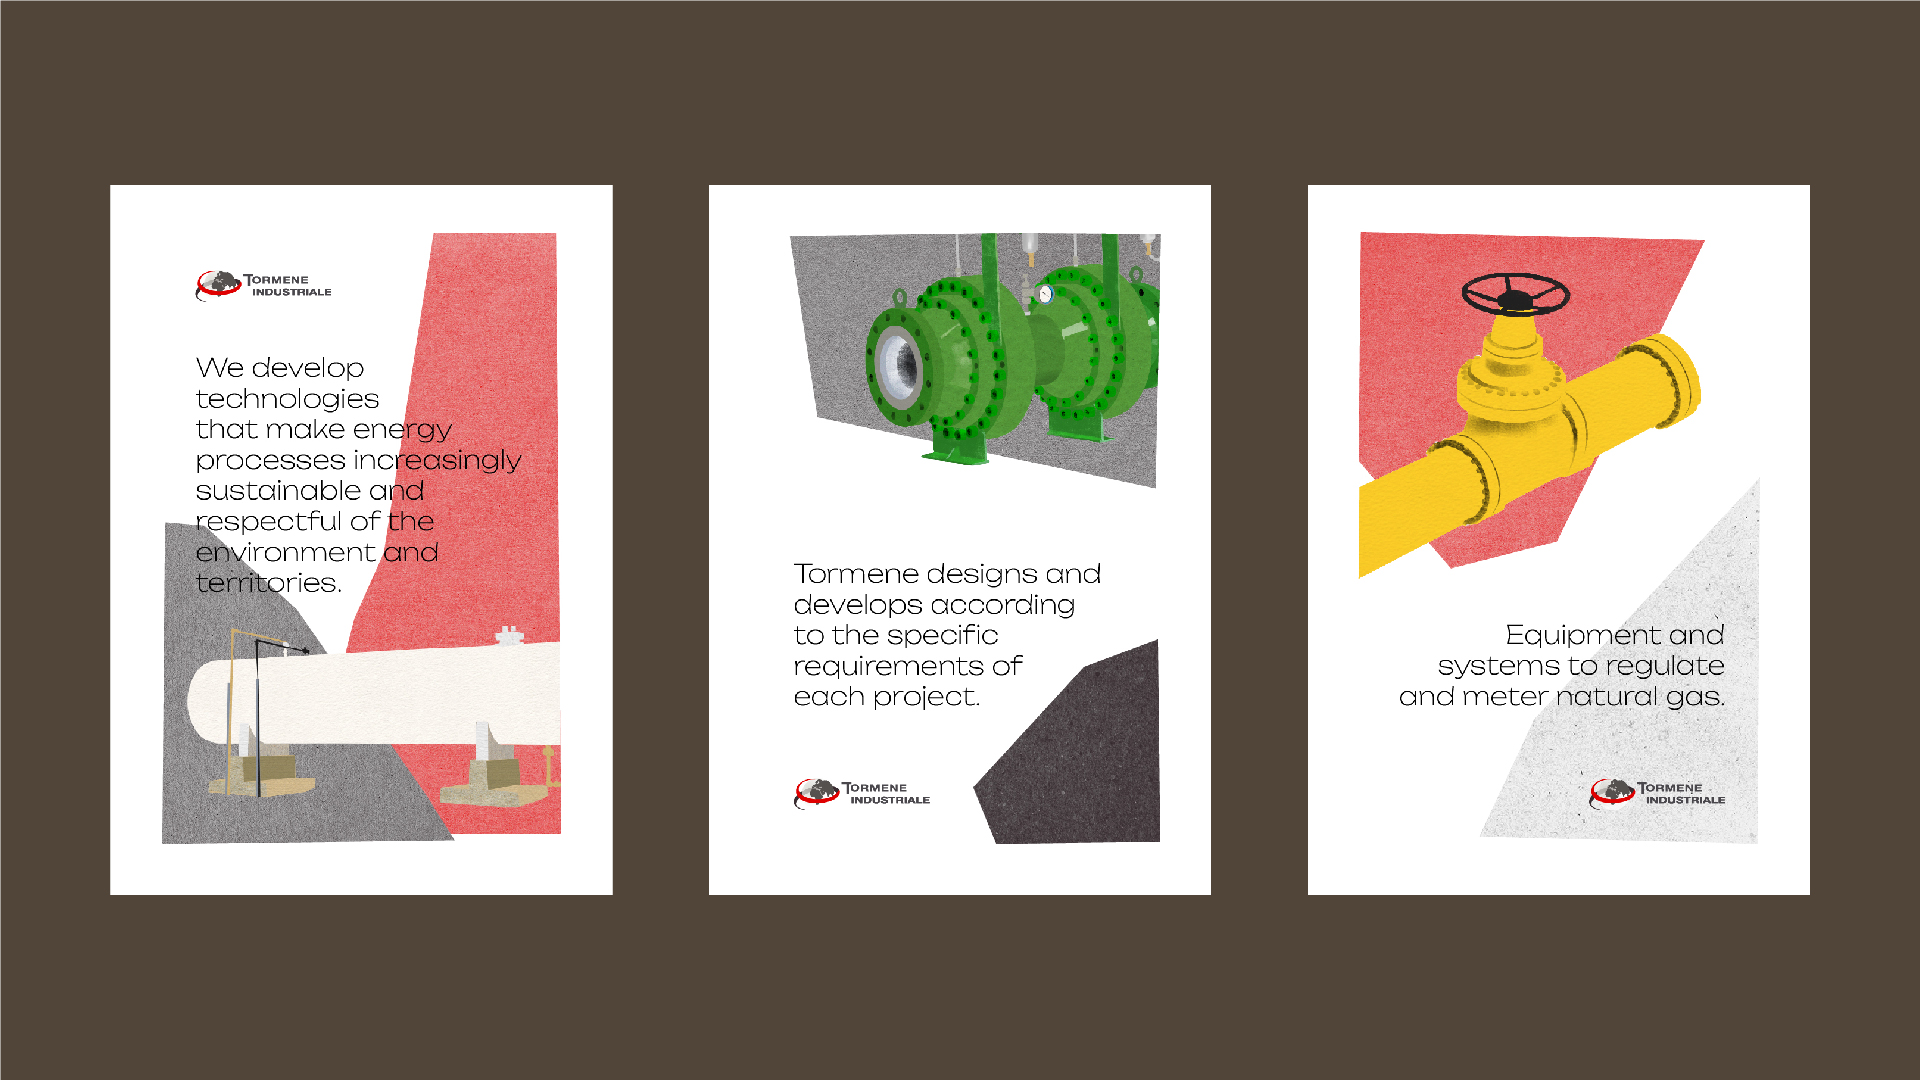 TORMENE
INDUSTRIALE
We develop
technologies
that make energy
processes increasingly
sustainable and
respectful of the
environment and
territories.
Tormene designs and
develops according
to the specific
requirements of
each project.
TORMENE
INDUSTRIALE
Equipment and
systems to regulate
and meter natural gas.
TORMENE
INDUSTRIALE